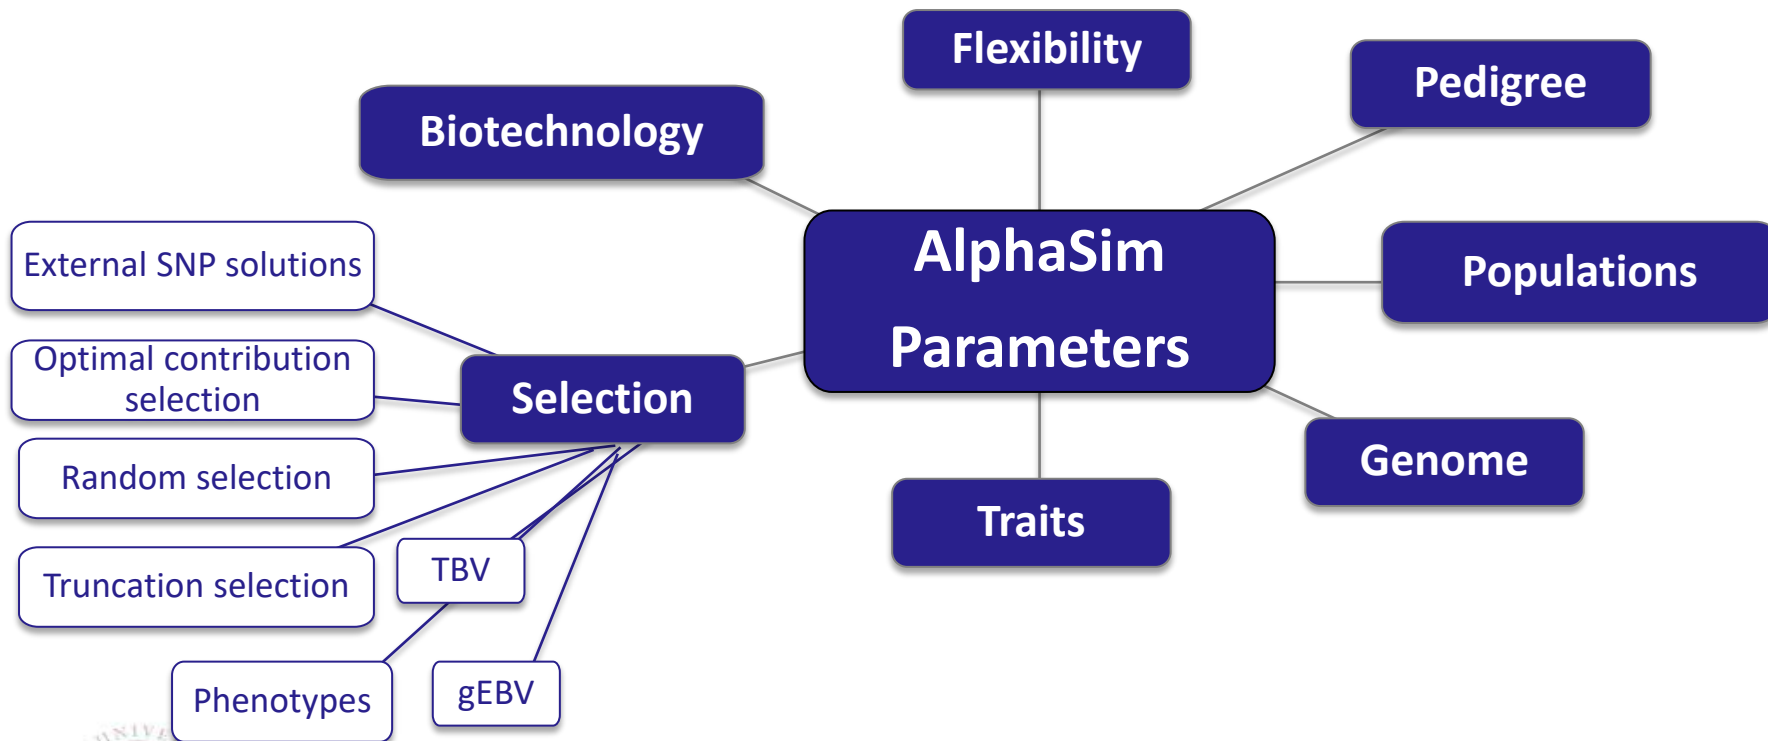 Flexibility
Pedigree
Biotechnology
AlphaSim
Parameters
Populations
External SNP solutions
Optimal contribution
selection
Selection
Random selection
Genome
Traits
Truncation selection
TBV
Phenotypes
gEBV